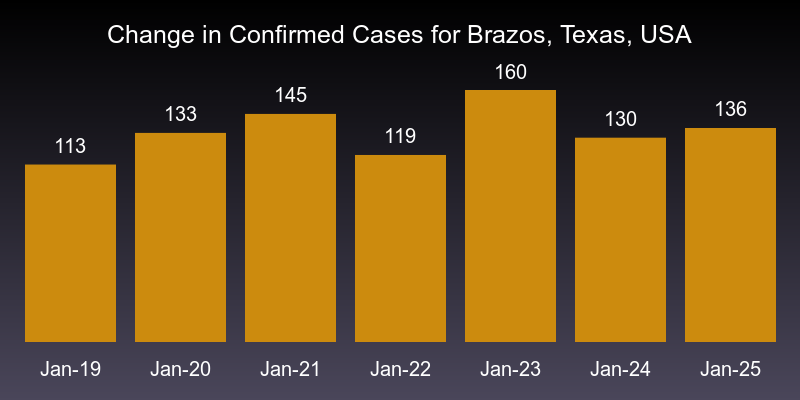 Change in Confirmed Cases for Brazos, Texas, USA
113 133 145 119 160 130 136
Jan-19 Jan-20 Jan-21 Jan-22 Jan-23 Jan-24 Jan-25